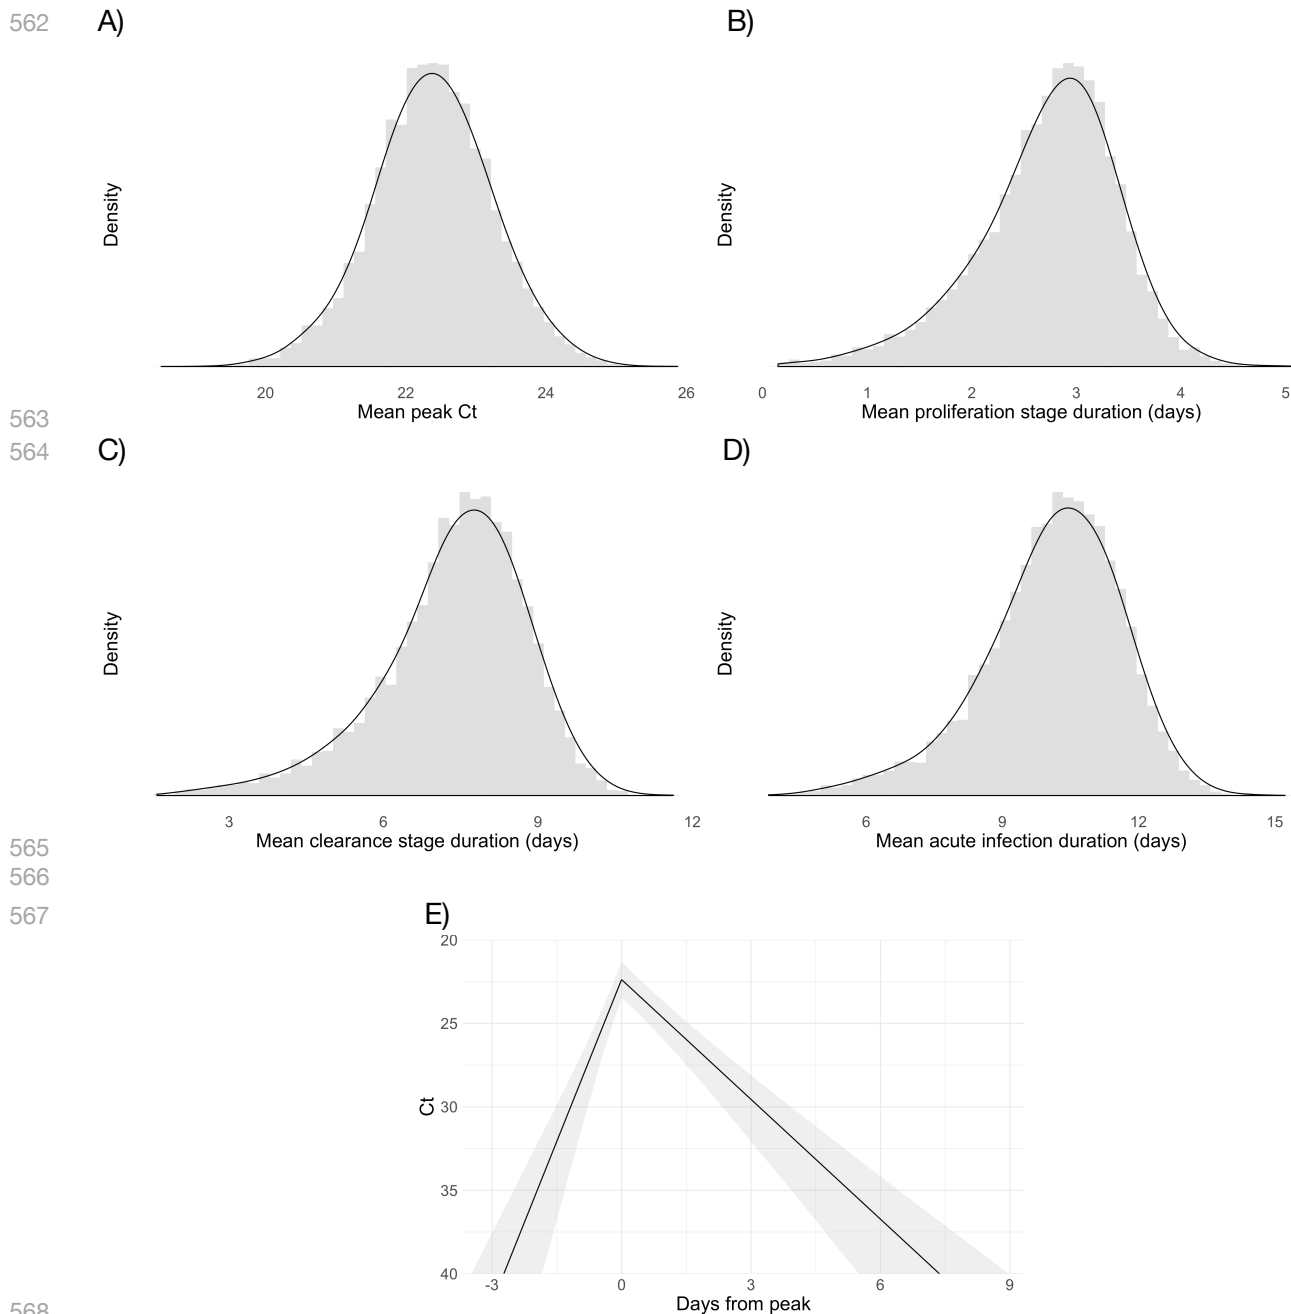 562 A) B)
Density Density
20 22 24 26 0 1 2 3 4 5
Mean peak Ct Mean proliferation stage duration (days)
563
564 C) D)
Density Density
3 6 9 12 6 9 12 15
Mean clearance stage duration (days) Mean acute infection duration (days)
565
566
567 E)
20
25
30
Ct
35
40
-3 0 3 6 9
Days from peak
568